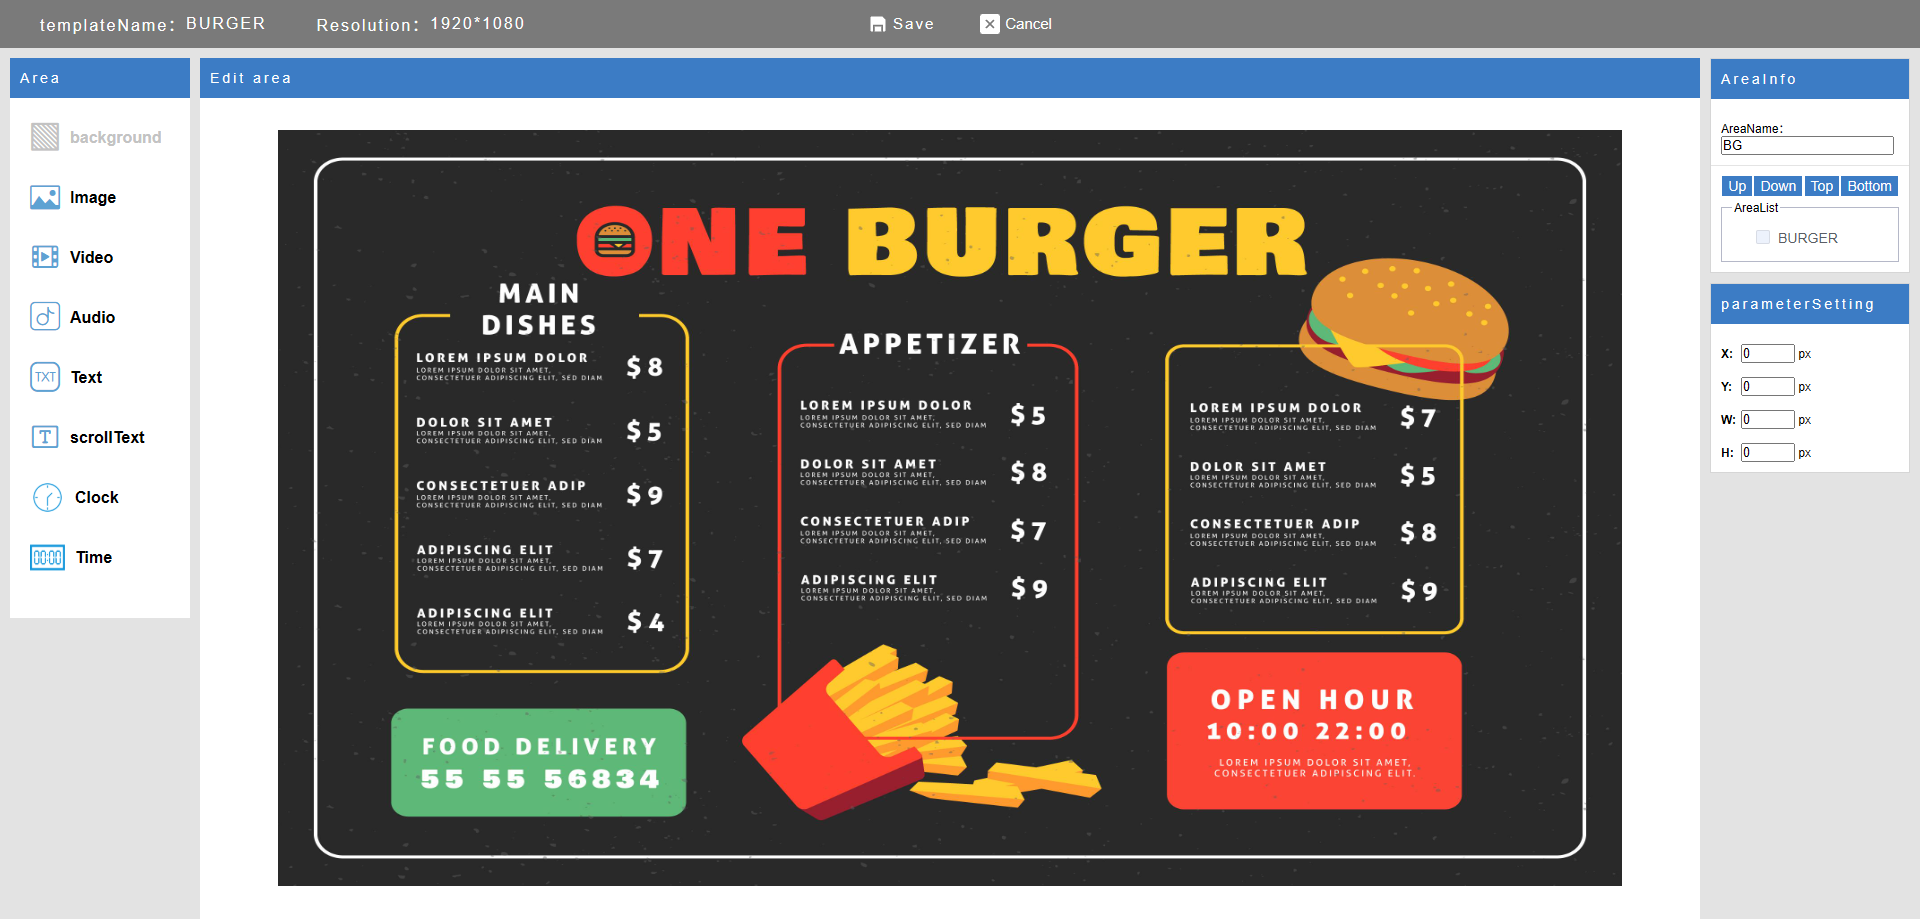 templateName: BURGER
Resolution: 1920*1080
Save
Cancel
Area
background
Image
Video
Audio
TXT Text
T scrollText
Clock
00:00 Time
Edit area
ONE BURGER
MAIN
DISHES
LOREM IPSUM DOLOR $8
LOREM IPSUM DOLOR SIT AMET,
CONSECTETUER ADIPISCING ELIT, SED DIAM
DOLOR SIT AMET $5
LOREM IPSUM DOLOR SIT AMET,
CONSECTETUER ADIPISCING ELIT, SED DIAM
CONSECTETUER ADIP $9
LOREM IPSUM DOLOR SIT AMET,
CONSECTETUER ADIPISCING ELIT, SED DIAM
ADIPISCING ELIT $7
LOREM IPSUM DOLOR SIT AMET,
CONSECTETUER ADIPISCING ELIT, SED DIAM
ADIPISCING ELIT $4
LOREM IPSUM DOLOR SIT AMET,
CONSECTETUER ADIPISCING ELIT, SED DIAM
FOOD DELIVERY
55 55 56834
APPETIZER
LOREM IPSUM DOLOR $5
LOREM IPSUM DOLOR SIT AMET,
CONSECTETUER ADIPISCING ELIT, SED DIAM
DOLOR SIT AMET $8
LOREM IPSUM DOLOR SIT AMET,
CONSECTETUER ADIPISCING ELIT, SED DIAM
CONSECTETUER ADIP $7
LOREM IPSUM DOLOR SIT AMET,
CONSECTETUER ADIPISCING ELIT, SED DIAM
ADIPISCING ELIT $9
LOREM IPSUM DOLOR SIT AMET,
CONSECTETUER ADIPISCING ELIT, SED DIAM
LOREM IPSUM DOLOR $7
LOREM IPSUM DOLOR SIT AMET,
CONSECTETUER ADIPISCING ELIT, SED DIAM
DOLOR SIT AMET $5
LOREM IPSUM DOLOR SIT AMET,
CONSECTETUER ADIPISCING ELIT, SED DIAM
CONSECTETUER ADIP $8
LOREM IPSUM DOLOR SIT AMET,
CONSECTETUER ADIPISCING ELIT, SED DIAM
ADIPISCING ELIT $9
LOREM IPSUM DOLOR SIT AMET,
CONSECTETUER ADIPISCING ELIT, SED DIAM
OPEN HOUR
10:00 22:00
LOREM IPSUM DOLOR SIT AMET,
CONSECTETUER ADIPISCING ELIT.
AreaInfo
AreaName:
BG
Up Down Top Bottom
AreaList
BURGER
parameterSetting
X: 0 px
Y: 0 px
W: 0 px
H: 0 px